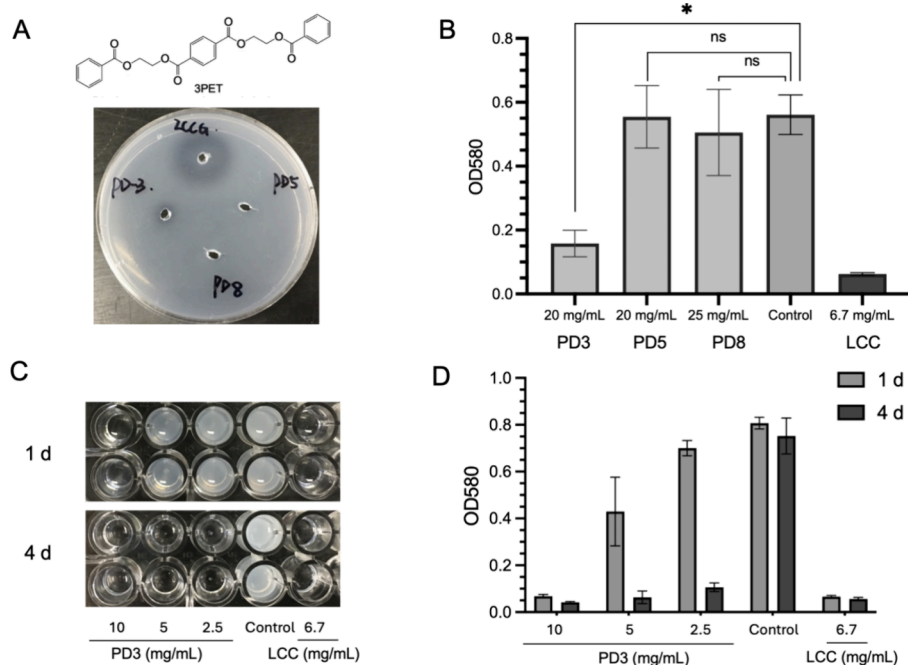 A
O
O
O
O
O
O
O
O
3PET
ICCG.
PD-3.
PD5
PD8
B
*
ns
ns
OD580
0.8
0.6
0.4
0.2
0.0
20 mg/mL 20 mg/mL 25 mg/mL Control 6.7 mg/mL
PD3 PD5 PD8 LCC
C
1 d
4 d
10 5 2.5 Control 6.7
PD3 (mg/mL) LCC (mg/mL)
D
1 d
4 d
OD580
1.0
0.8
0.6
0.4
0.2
0.0
10 5 2.5 Control 6.7
PD3 (mg/mL) LCC (mg/mL)